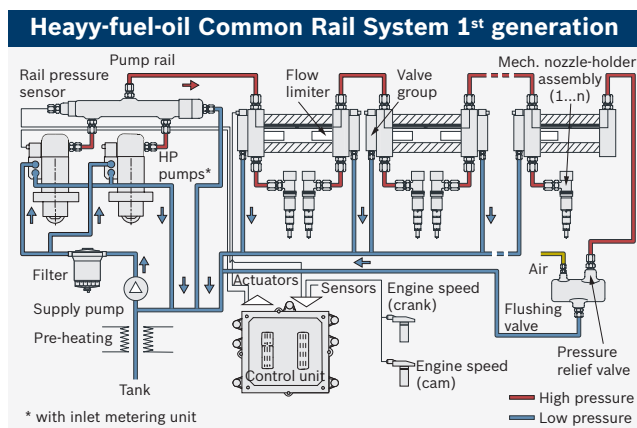 Heayy-fuel-oil Common Rail System 1st generation
Pump rail
Rail pressure
sensor
Flow
limiter
Valve
group
Mech. nozzle-holder
assembly
(1...n)
HP
pumps*
Filter
Supply pump
Pre-heating
Tank
Actuators
Sensors
Engine speed
(crank)
Engine speed
(cam)
Control unit
Air
Flushing
valve
Pressure
relief valve
* with inlet metering unit
High pressure
Low pressure